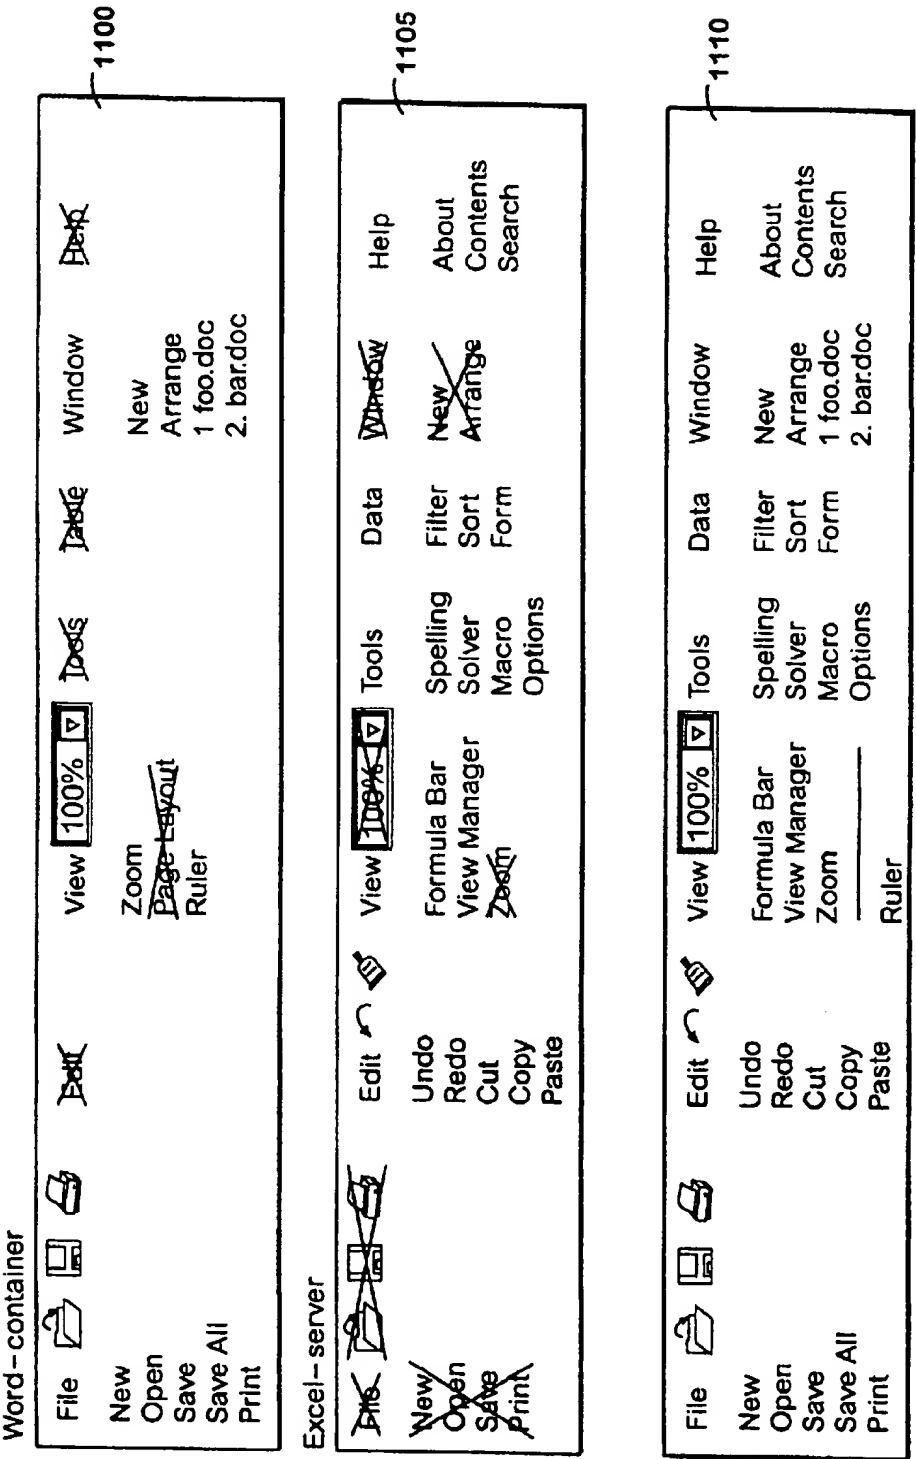 Word-container
File Edit View 100% Tools Table Window Help 1100
New Zoom New
Open Page Layout Arrange
Save Ruler 1 foo.doc
Save All 2. bar.doc
Print
Excel-server
File Edit View 100% Tools Data Window Help 1105
New Undo Formula Bar Spelling Filter New About
Open Redo View Manager Solver Sort Arrange Contents
Save Cut Zoom Macro Form Search
Print Copy Options
Paste
File Edit View 100% Tools Data Window Help 1110
New Undo Formula Bar Spelling Filter New About
Open Redo View Manager Solver Sort Arrange Contents
Save Cut Zoom Macro Form 1 foo.doc Search
Save All Copy Options 2. bar.doc
Print Paste Ruler